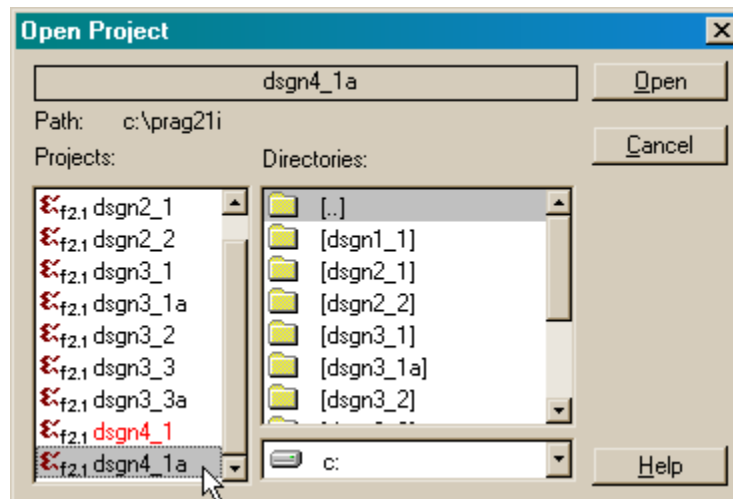 Open Project
dsgn4_1a
Open
Path: c:\prag21i
Cancel
Projects:
Directories:
f2.1 dsgn2_1
f2.1 dsgn2_2
f2.1 dsgn3_1
f2.1 dsgn3_1a
f2.1 dsgn3_2
f2.1 dsgn3_3
f2.1 dsgn3_3a
f2.1 dsgn4_1
f2.1 dsgn4_1a
[..]
[dsgn1_1]
[dsgn2_1]
[dsgn2_2]
[dsgn3_1]
[dsgn3_1a]
[dsgn3_2]
c:
Help